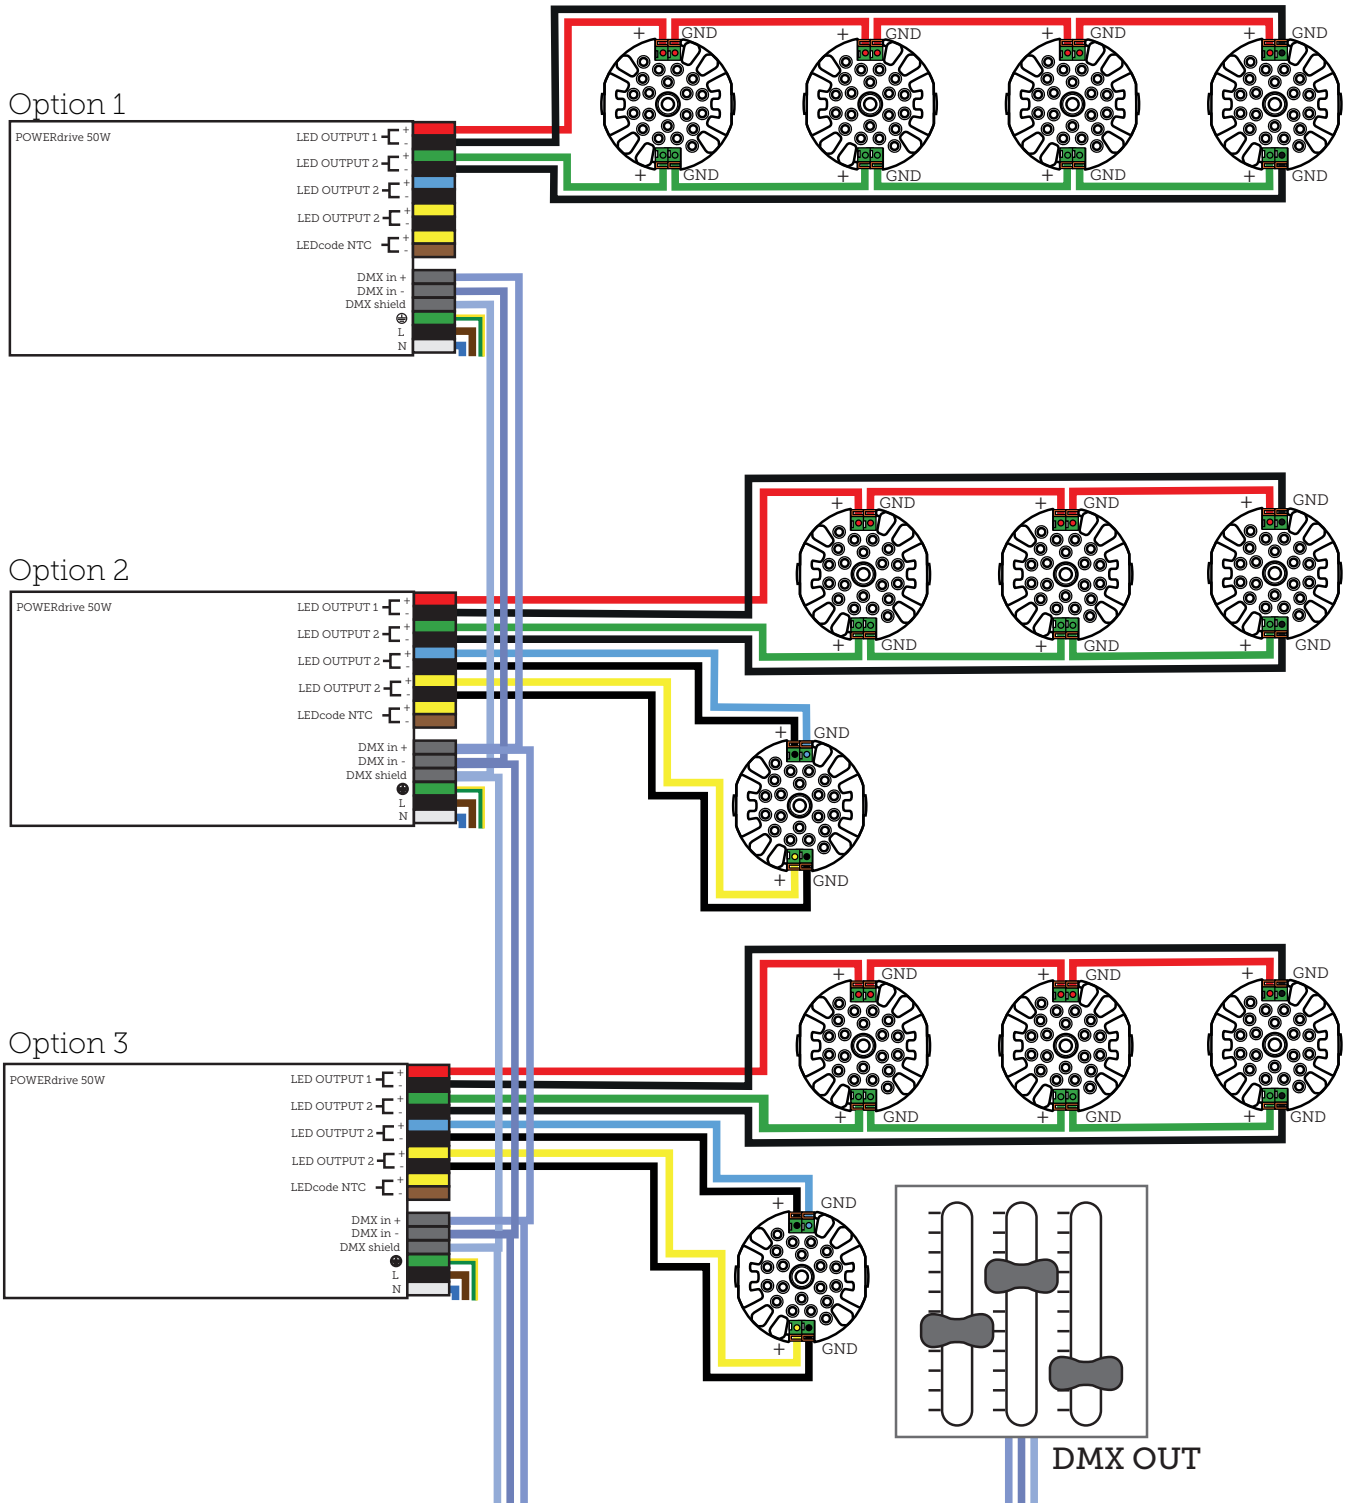 + GND + GND + GND + GND
Option 1
POWERdrive 50W
LED OUTPUT 1 + -
LED OUTPUT 2 + -
LED OUTPUT 2 + -
LED OUTPUT 2 + -
LEDcode NTC + -
+ GND + GND + GND + GND
DMX in +
DMX in -
DMX shield
L
N
+ GND + GND + GND
Option 2
POWERdrive 50W
LED OUTPUT 1 + -
LED OUTPUT 2 + -
LED OUTPUT 2 + -
LED OUTPUT 2 + -
LEDcode NTC + -
+ GND + GND + GND
DMX in +
DMX in -
DMX shield
L
N
+ GND
+ GND
+ GND + GND + GND
Option 3
POWERdrive 50W
LED OUTPUT 1 + -
LED OUTPUT 2 + -
LED OUTPUT 2 + -
LED OUTPUT 2 + -
LEDcode NTC + -
+ GND + GND + GND
DMX in +
DMX in -
DMX shield
L
N
+ GND
+ GND
DMX OUT